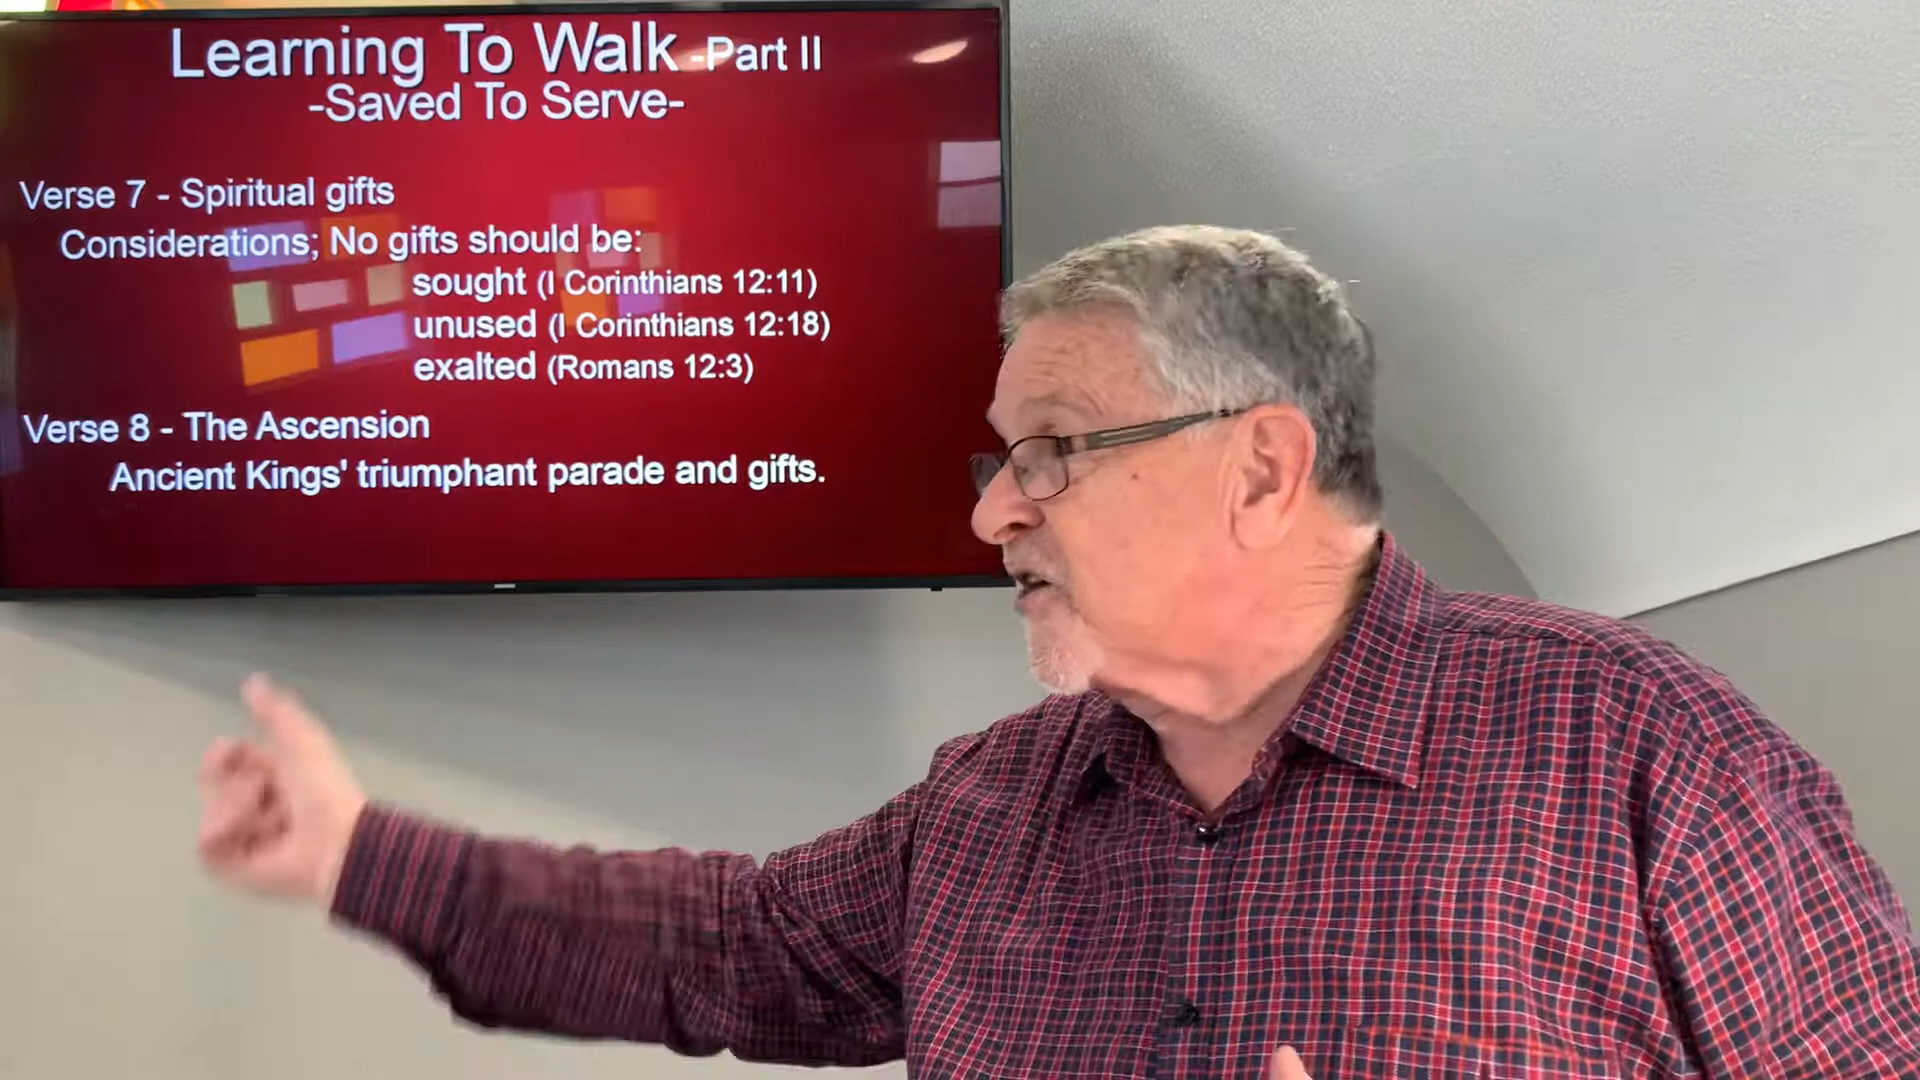 Learning To Walk -Part II
-Saved To Serve-
Verse 7 - Spiritual gifts
Considerations; No gifts should be:
sought (I Corinthians 12:11)
unused (I Corinthians 12:18)
exalted (Romans 12:3)
Verse 8 - The Ascension
Ancient Kings' triumphant parade and gifts.